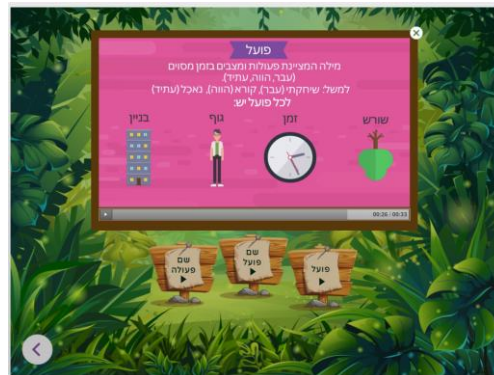 פועל
מילה המציינת פעולות ומצבים בזמן מסוים
(עבר, הווה, עתיד).
למשל: שיחקתי (עבר), קורא (הווה), נאכל (עתיד)
לכל פועל יש:
שורש זמן גוף בניין
00:26 - 00:33
פועל
שם פועל
שם פעולה